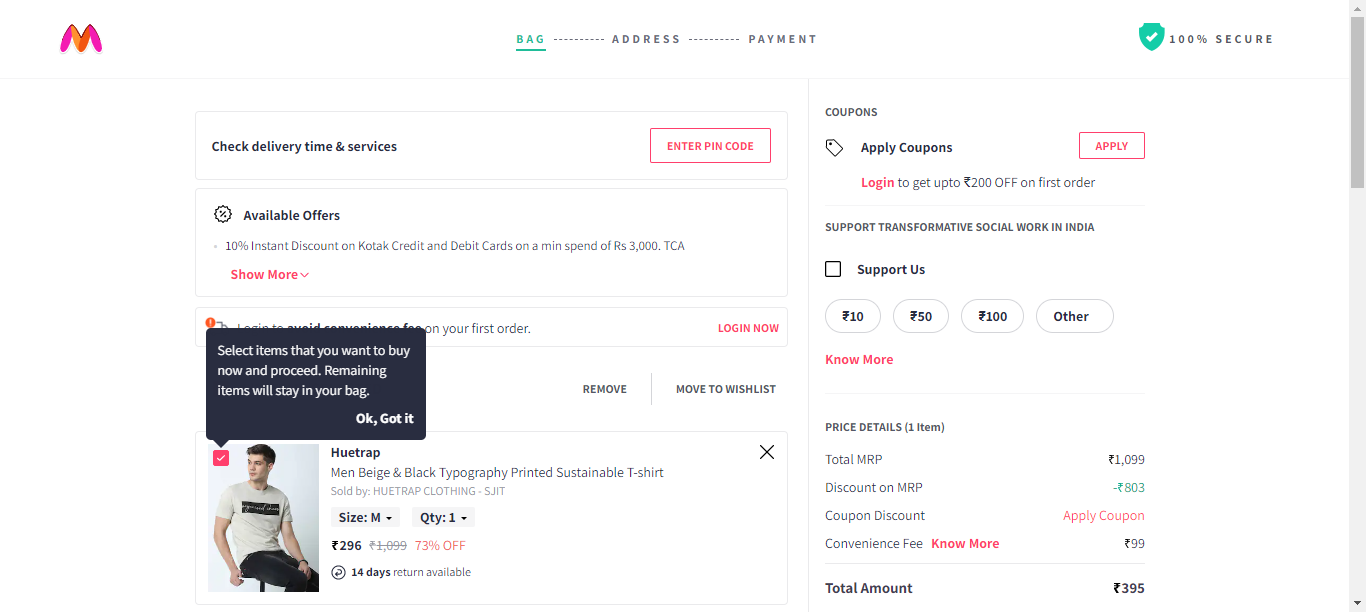 BAG ---------- ADDRESS ---------- PAYMENT
100% SECURE
Check delivery time & services
ENTER PIN CODE
Available Offers
10% Instant Discount on Kotak Credit and Debit Cards on a min spend of Rs 3,000. TCA
Show More
Login to avoid convenience fee on your first order.
LOGIN NOW
Select items that you want to buy
now and proceed. Remaining
items will stay in your bag.
Ok, Got it
REMOVE
MOVE TO WISHLIST
Huetrap
Men Beige & Black Typography Printed Sustainable T-shirt
Sold by: HUETRAP CLOTHING - SJIT
Size: M Qty: 1
₹296 ₹1,099 73% OFF
14 days return available
COUPONS
Apply Coupons
APPLY
Login to get upto ₹200 OFF on first order
SUPPORT TRANSFORMATIVE SOCIAL WORK IN INDIA
Support Us
₹10 ₹50 ₹100 Other
Know More
PRICE DETAILS (1 Item)
Total MRP ₹1,099
Discount on MRP -₹803
Coupon Discount Apply Coupon
Convenience Fee Know More ₹99
Total Amount ₹395